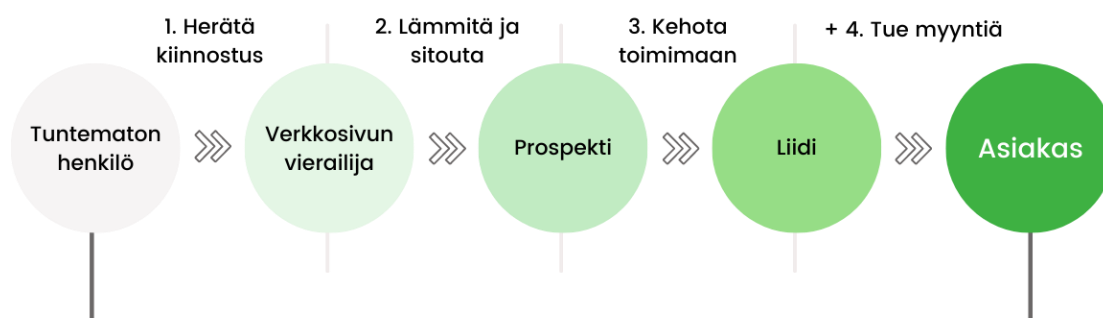 1. Herätä
kiinnostus
2. Lämmitä ja
sitouta
3. Kehota
toimimaan
+ 4. Tue myyntiä
Tuntematon
henkilö
Verkkosivun
vierailija
Prospekti
Liidi
Asiakas